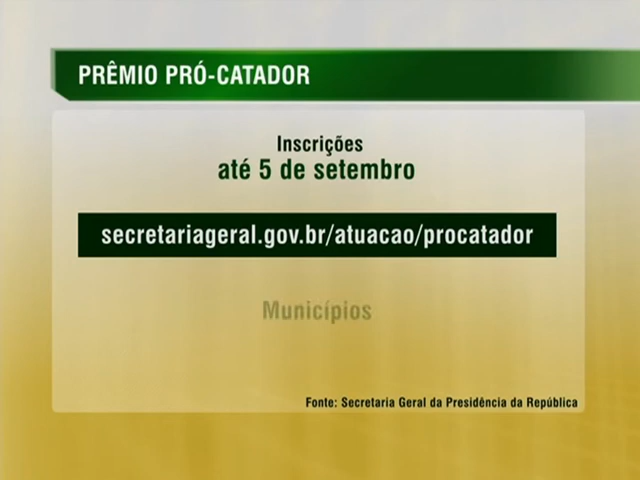 PRÊMIO PRÓ-CATADOR
Inscrições
até 5 de setembro
secretariageral.gov.br/atuacao/procatador
Municípios
Fonte: Secretaria Geral da Presidência da República